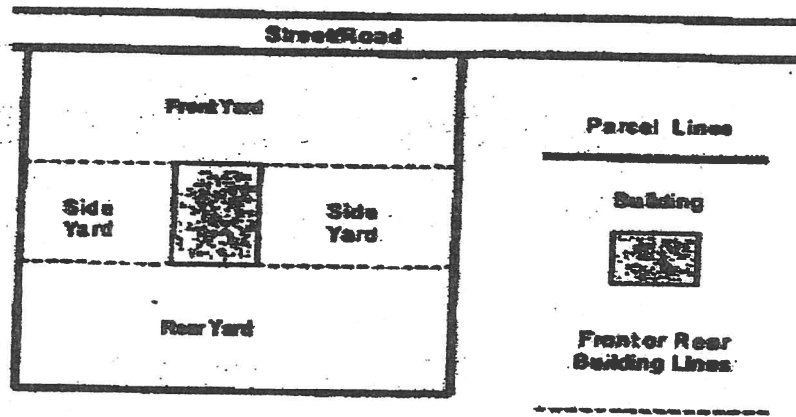 Street/Road
Front Yard
Side
Yard
Side
Yard
Rear Yard
Parcel Lines
Building
Front or Rear
Building Lines